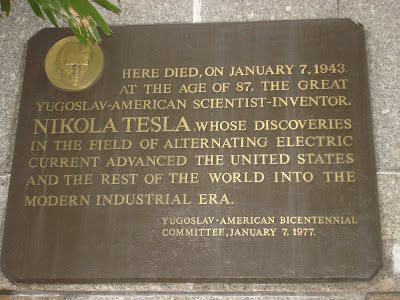 HERE DIED, ON JANUARY 7, 1943
AT THE AGE OF 87, THE GREAT
YUGOSLAV-AMERICAN SCIENTIST-INVENTOR,
NIKOLA TESLA, WHOSE DISCOVERIES
IN THE FIELD OF ALTERNATING ELECTRIC
CURRENT ADVANCED THE UNITED STATES
AND THE REST OF THE WORLD INTO THE
MODERN INDUSTRIAL ERA.
YUGOSLAV-AMERICAN BICENTENNIAL
COMMITTEE, JANUARY 7, 1977.